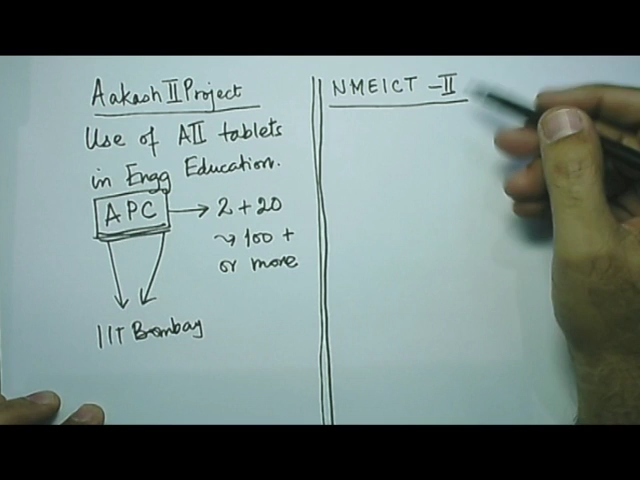 Aakash II Project
Use of AII tablets
in Engg Education.
APC → 2 + 20
↝ 100 +
or more
IIT Bombay
NMEICT - II